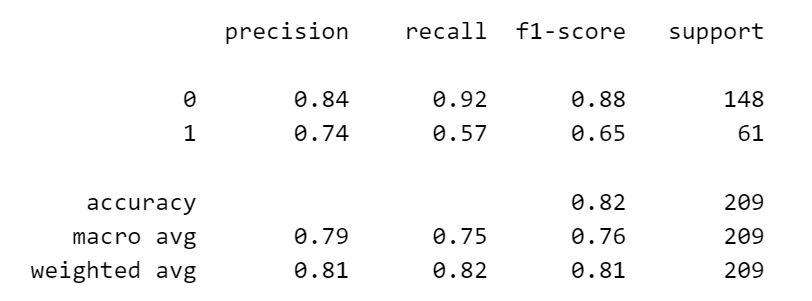 precision recall f1-score support
0 0.84 0.92 0.88 148
1 0.74 0.57 0.65 61
accuracy 0.82 209
macro avg 0.79 0.75 0.76 209
weighted avg 0.81 0.82 0.81 209